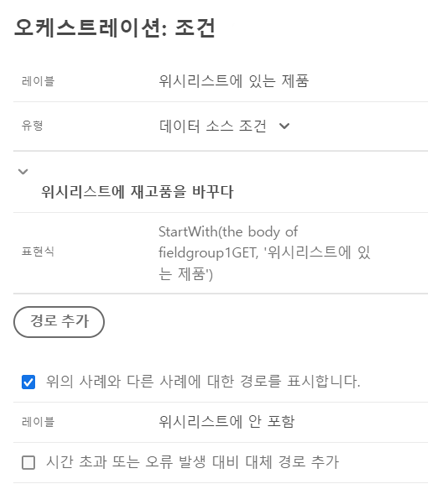 오케스트레이션: 조건
레이블 위시리스트에 있는 제품
유형 데이터 소스 조건
위시리스트에 재고품을 바꾸다
표현식 StartWith(the body of
fieldgroup1GET, '위시리스트에 있
는 제품')
경로 추가
위의 사례와 다른 사례에 대한 경로를 표시합니다.
레이블 위시리스트에 안 포함
시간 초과 또는 오류 발생 대비 대체 경로 추가